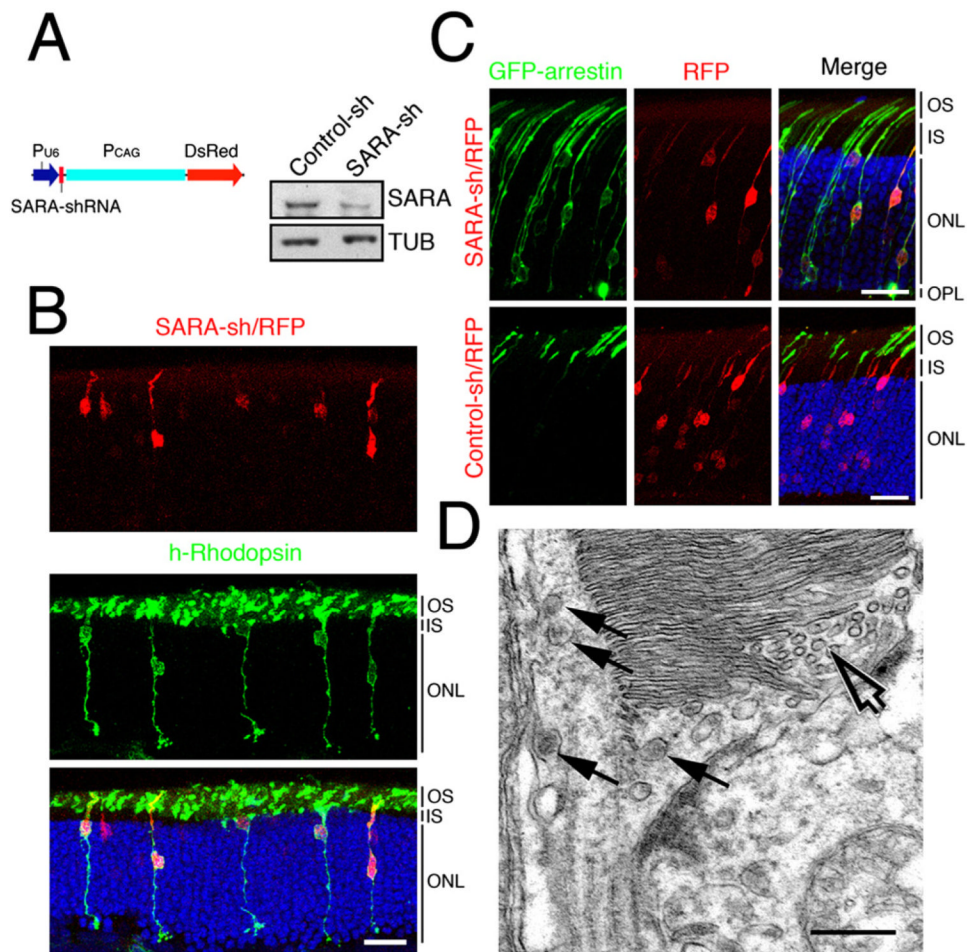 A
PU6
PCAG
DsRed
SARA-shRNA
Control-sh
SARA-sh
SARA
TUB
B
SARA-sh/RFP
h-Rhodopsin
OS
IS
ONL
OS
IS
ONL
C
GFP-arrestin
RFP
Merge
SARA-sh/RFP
OS
IS
ONL
OPL
Control-sh/RFP
OS
IS
ONL
D